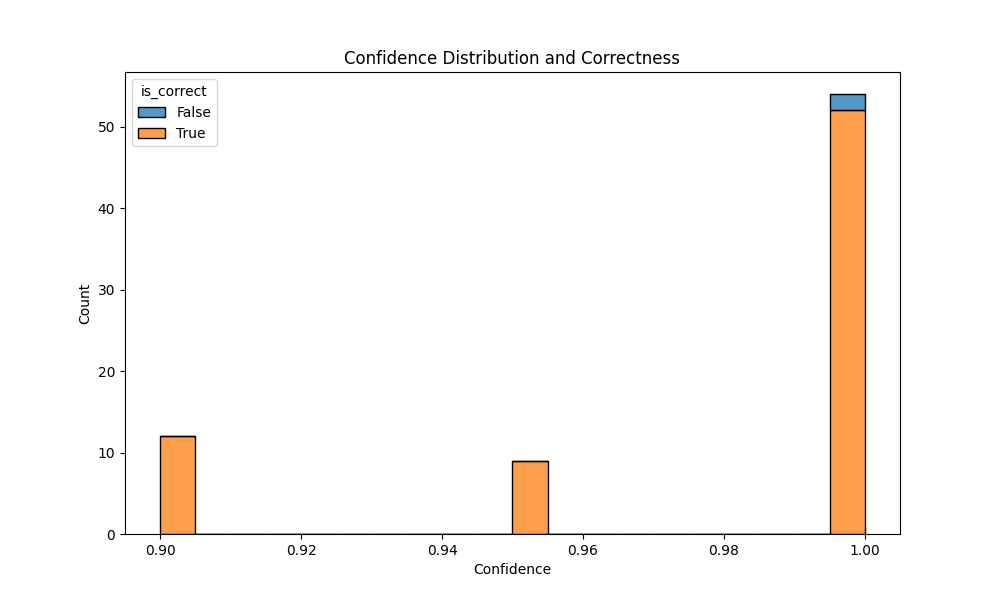 Confidence Distribution and Correctness
is_correct
False
True
50
40
30
20
10
0
Count
0.90 0.92 0.94 0.96 0.98 1.00
Confidence